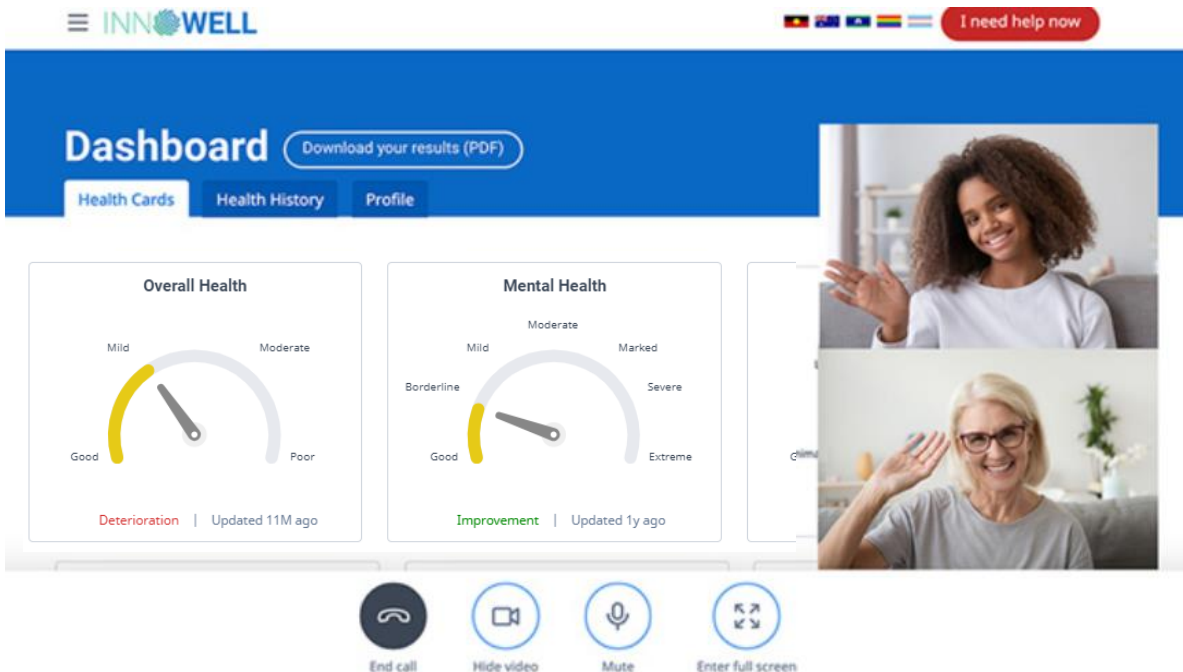 INNOWELL
I need help now
Dashboard
Download your results (PDF)
Health Cards
Health History
Profile
Overall Health
Mild
Moderate
Good
Poor
Deterioration | Updated 11M ago
Mental Health
Moderate
Mild
Marked
Borderline
Severe
Good
Extreme
Improvement | Updated 1y ago
End call
Hide video
Mute
Enter full screen